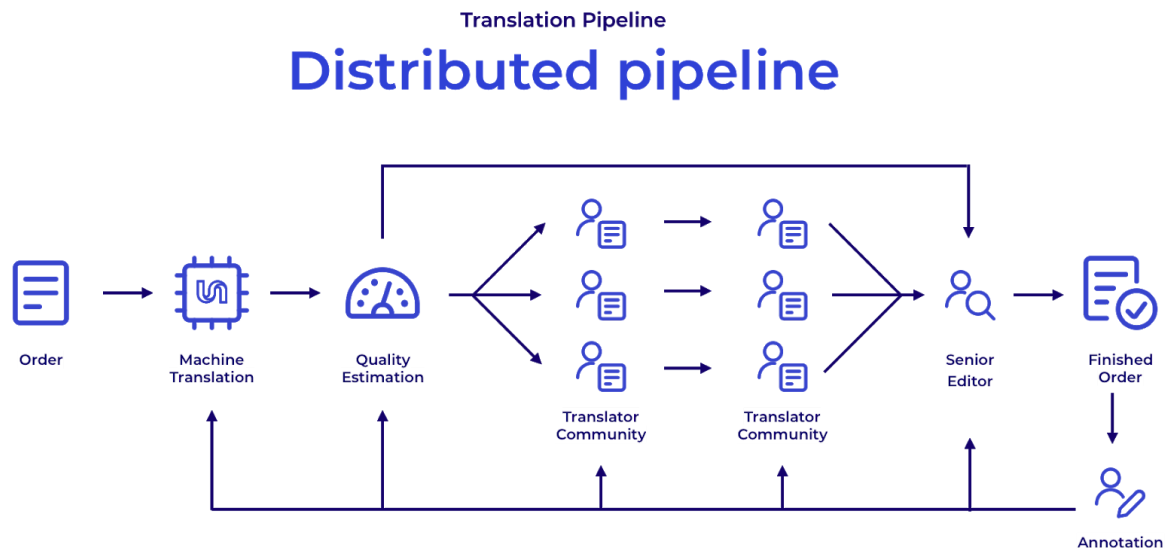 Translation Pipeline
Distributed pipeline
Order
Machine
Translation
Quality
Estimation
Translator
Community
Translator
Community
Senior
Editor
Finished
Order
Annotation